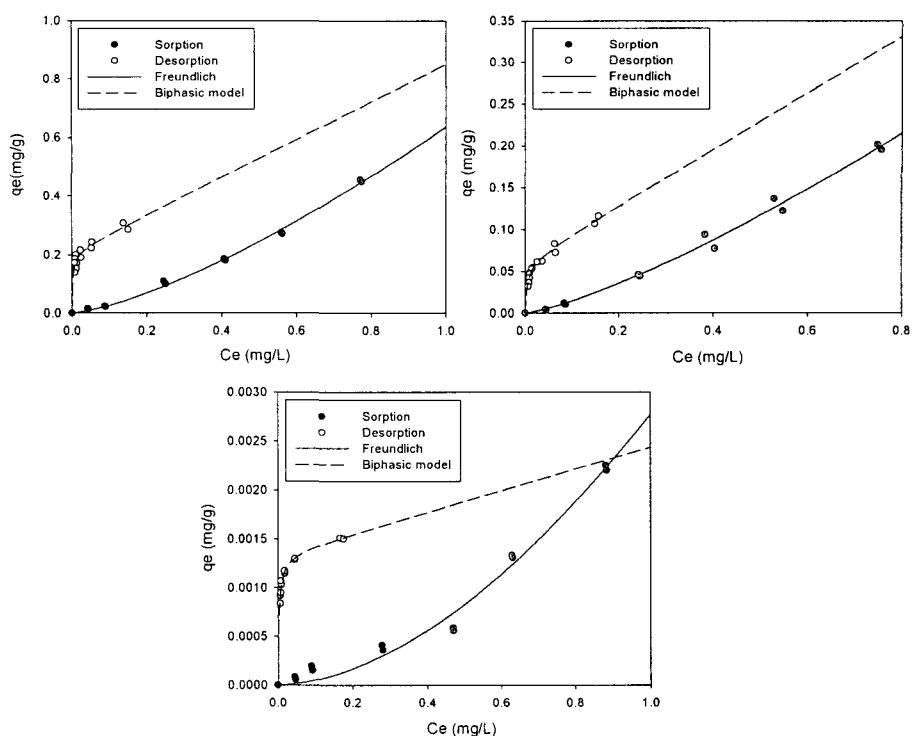 1.0
0.8
0.6
0.4
0.2
0.0
qe(mg/g)
Sorption
Desorption
Freundlich
Biphasic model
0.0 0.2 0.4 0.6 0.8 1.0
Ce (mg/L)
0.35
0.30
0.25
0.20
0.15
0.10
0.05
0.00
qe (mg/g)
Sorption
Desorption
Freundlich
Biphasic model
0.0 0.2 0.4 0.6 0.8
Ce (mg/L)
0.0030
0.0025
0.0020
0.0015
0.0010
0.0005
0.0000
qe (mg/g)
Sorption
Desorption
Freundlich
Biphasic model
0.0 0.2 0.4 0.6 0.8 1.0
Ce (mg/L)